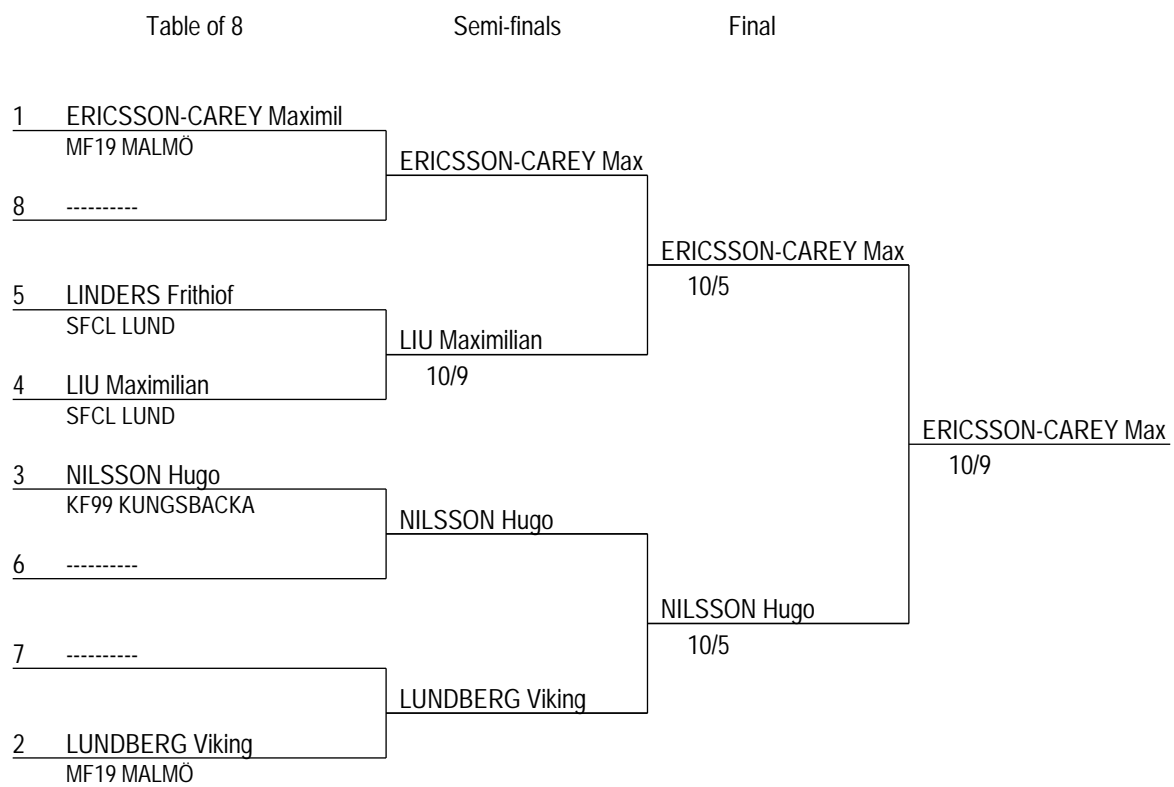 Table of 8 Semi-finals Final
1 ERICSSON-CAREY Maximil
MF19 MALMÖ
ERICSSON-CAREY Max
8 ----------
ERICSSON-CAREY Max
10/5
5 LINDERS Frithiof
SFCL LUND
LIU Maximilian
10/9
4 LIU Maximilian
SFCL LUND
ERICSSON-CAREY Max
10/9
3 NILSSON Hugo
KF99 KUNGSBACKA
NILSSON Hugo
6 ----------
NILSSON Hugo
10/5
7 ----------
LUNDBERG Viking
2 LUNDBERG Viking
MF19 MALMÖ